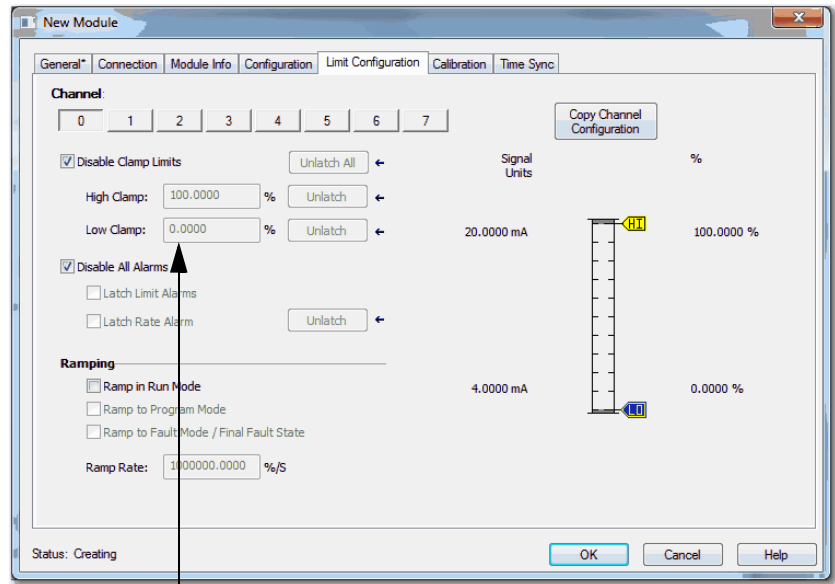 New Module
General* Connection Module Info Configuration Limit Configuration Calibration Time Sync
Channel:
0 1 2 3 4 5 6 7
Copy Channel
Configuration
Disable Clamp Limits Unlatch All
Signal
Units
%
High Clamp: 100.0000 % Unlatch
Low Clamp: 0.0000 % Unlatch
20.0000 mA HI 100.0000 %
Disable All Alarms
Latch Limit Alarms
Latch Rate Alarm Unlatch
Ramping
Ramp in Run Mode
4.0000 mA LO 0.0000 %
Ramp to Program Mode
Ramp to Fault Mode / Final Fault State
Ramp Rate: 1000000.0000 %/S
Status: Creating OK Cancel Help